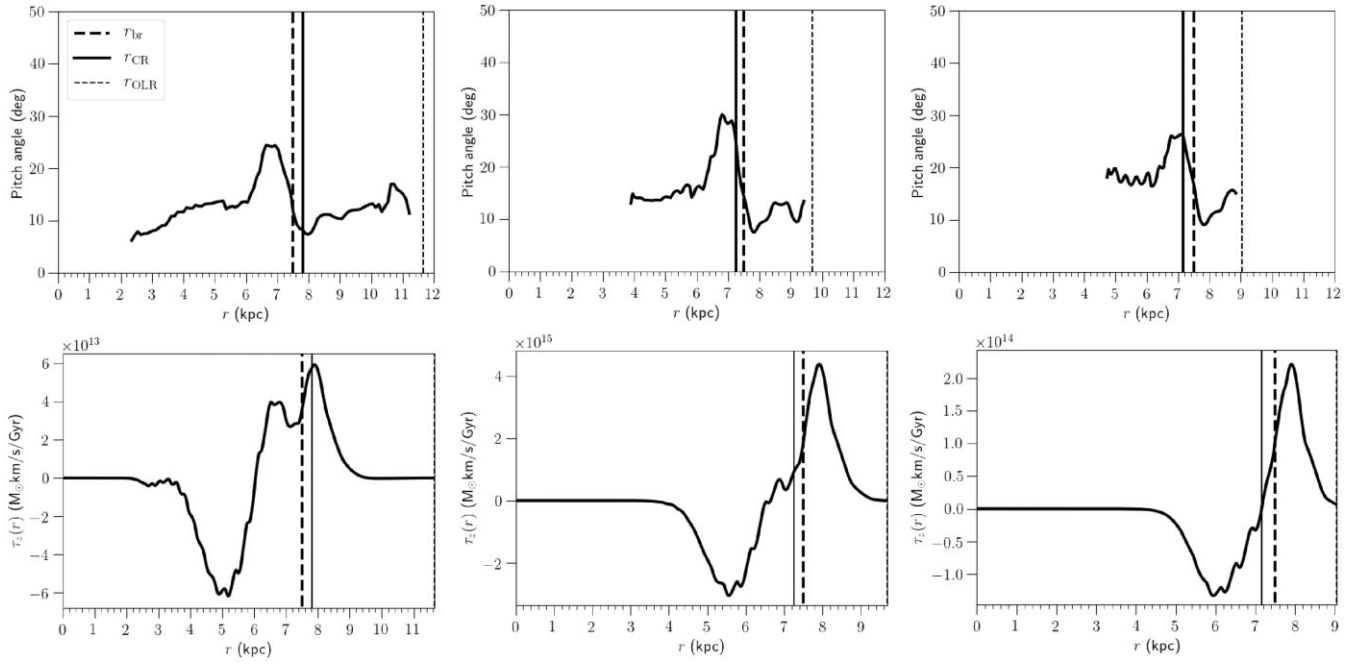 50
40
30
20
10
0
Pitch angle (deg)
r_br
r_CR
r_OLR
0 1 2 3 4 5 6 7 8 9 10 11 12
r (kpc)
50
40
30
20
10
0
Pitch angle (deg)
0 1 2 3 4 5 6 7 8 9 10 11 12
r (kpc)
50
40
30
20
10
0
Pitch angle (deg)
0 1 2 3 4 5 6 7 8 9 10 11 12
r (kpc)
×10¹³
6
4
2
0
−2
−4
−6
τ_z(r) (M_⊙km/s/Gyr)
0 1 2 3 4 5 6 7 8 9 10 11
r (kpc)
×10¹⁵
4
2
0
−2
τ_z(r) (M_⊙km/s/Gyr)
0 1 2 3 4 5 6 7 8 9
r (kpc)
×10¹⁴
2.0
1.5
1.0
0.5
0.0
−0.5
−1.0
τ_z(r) (M_⊙km/s/Gyr)
0 1 2 3 4 5 6 7 8 9
r (kpc)